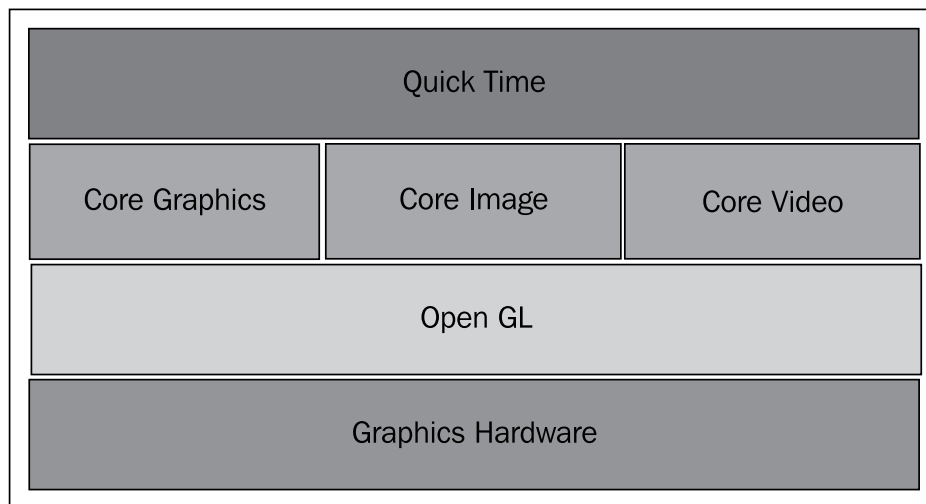 Quick Time
Core Graphics
Core Image
Core Video
Open GL
Graphics Hardware